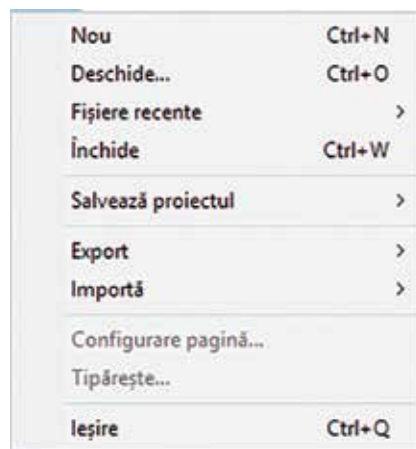 Nou Ctrl+N
Deschide... Ctrl+O
Fișiere recente >
Închide Ctrl+W
Salvează proiectul >
Export >
Importă >
Configurare pagină...
Tipărește...
Ieșire Ctrl+Q